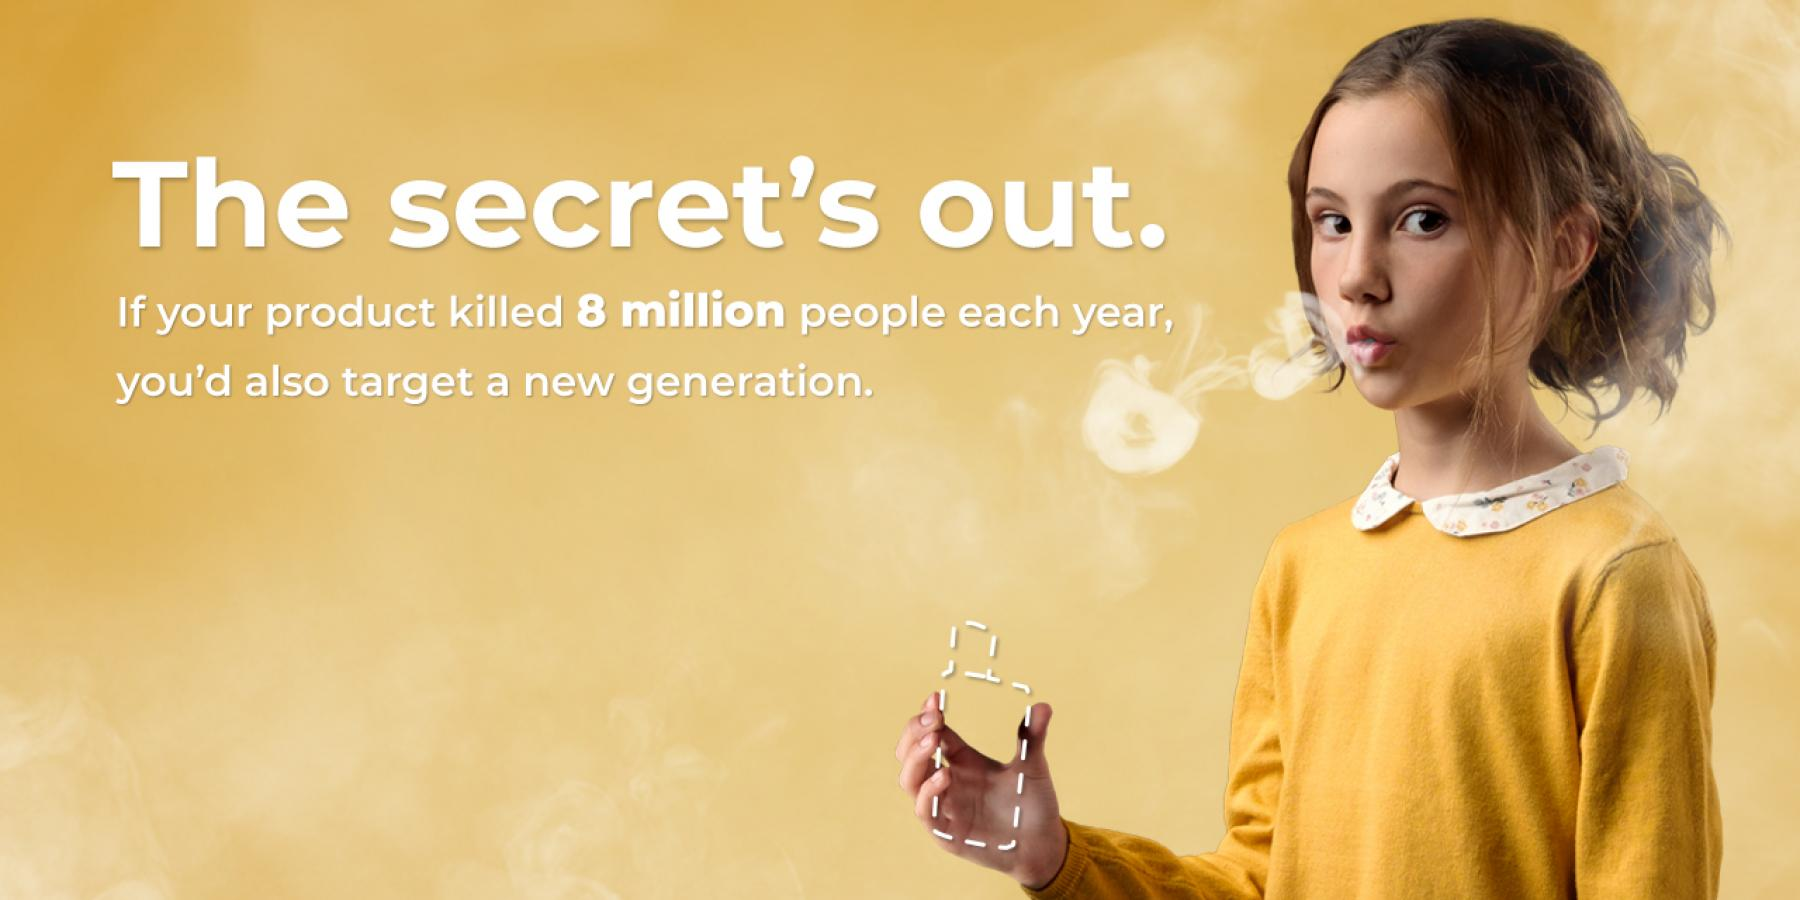 The secret’s out.
If your product killed 8 million people each year,
you’d also target a new generation.